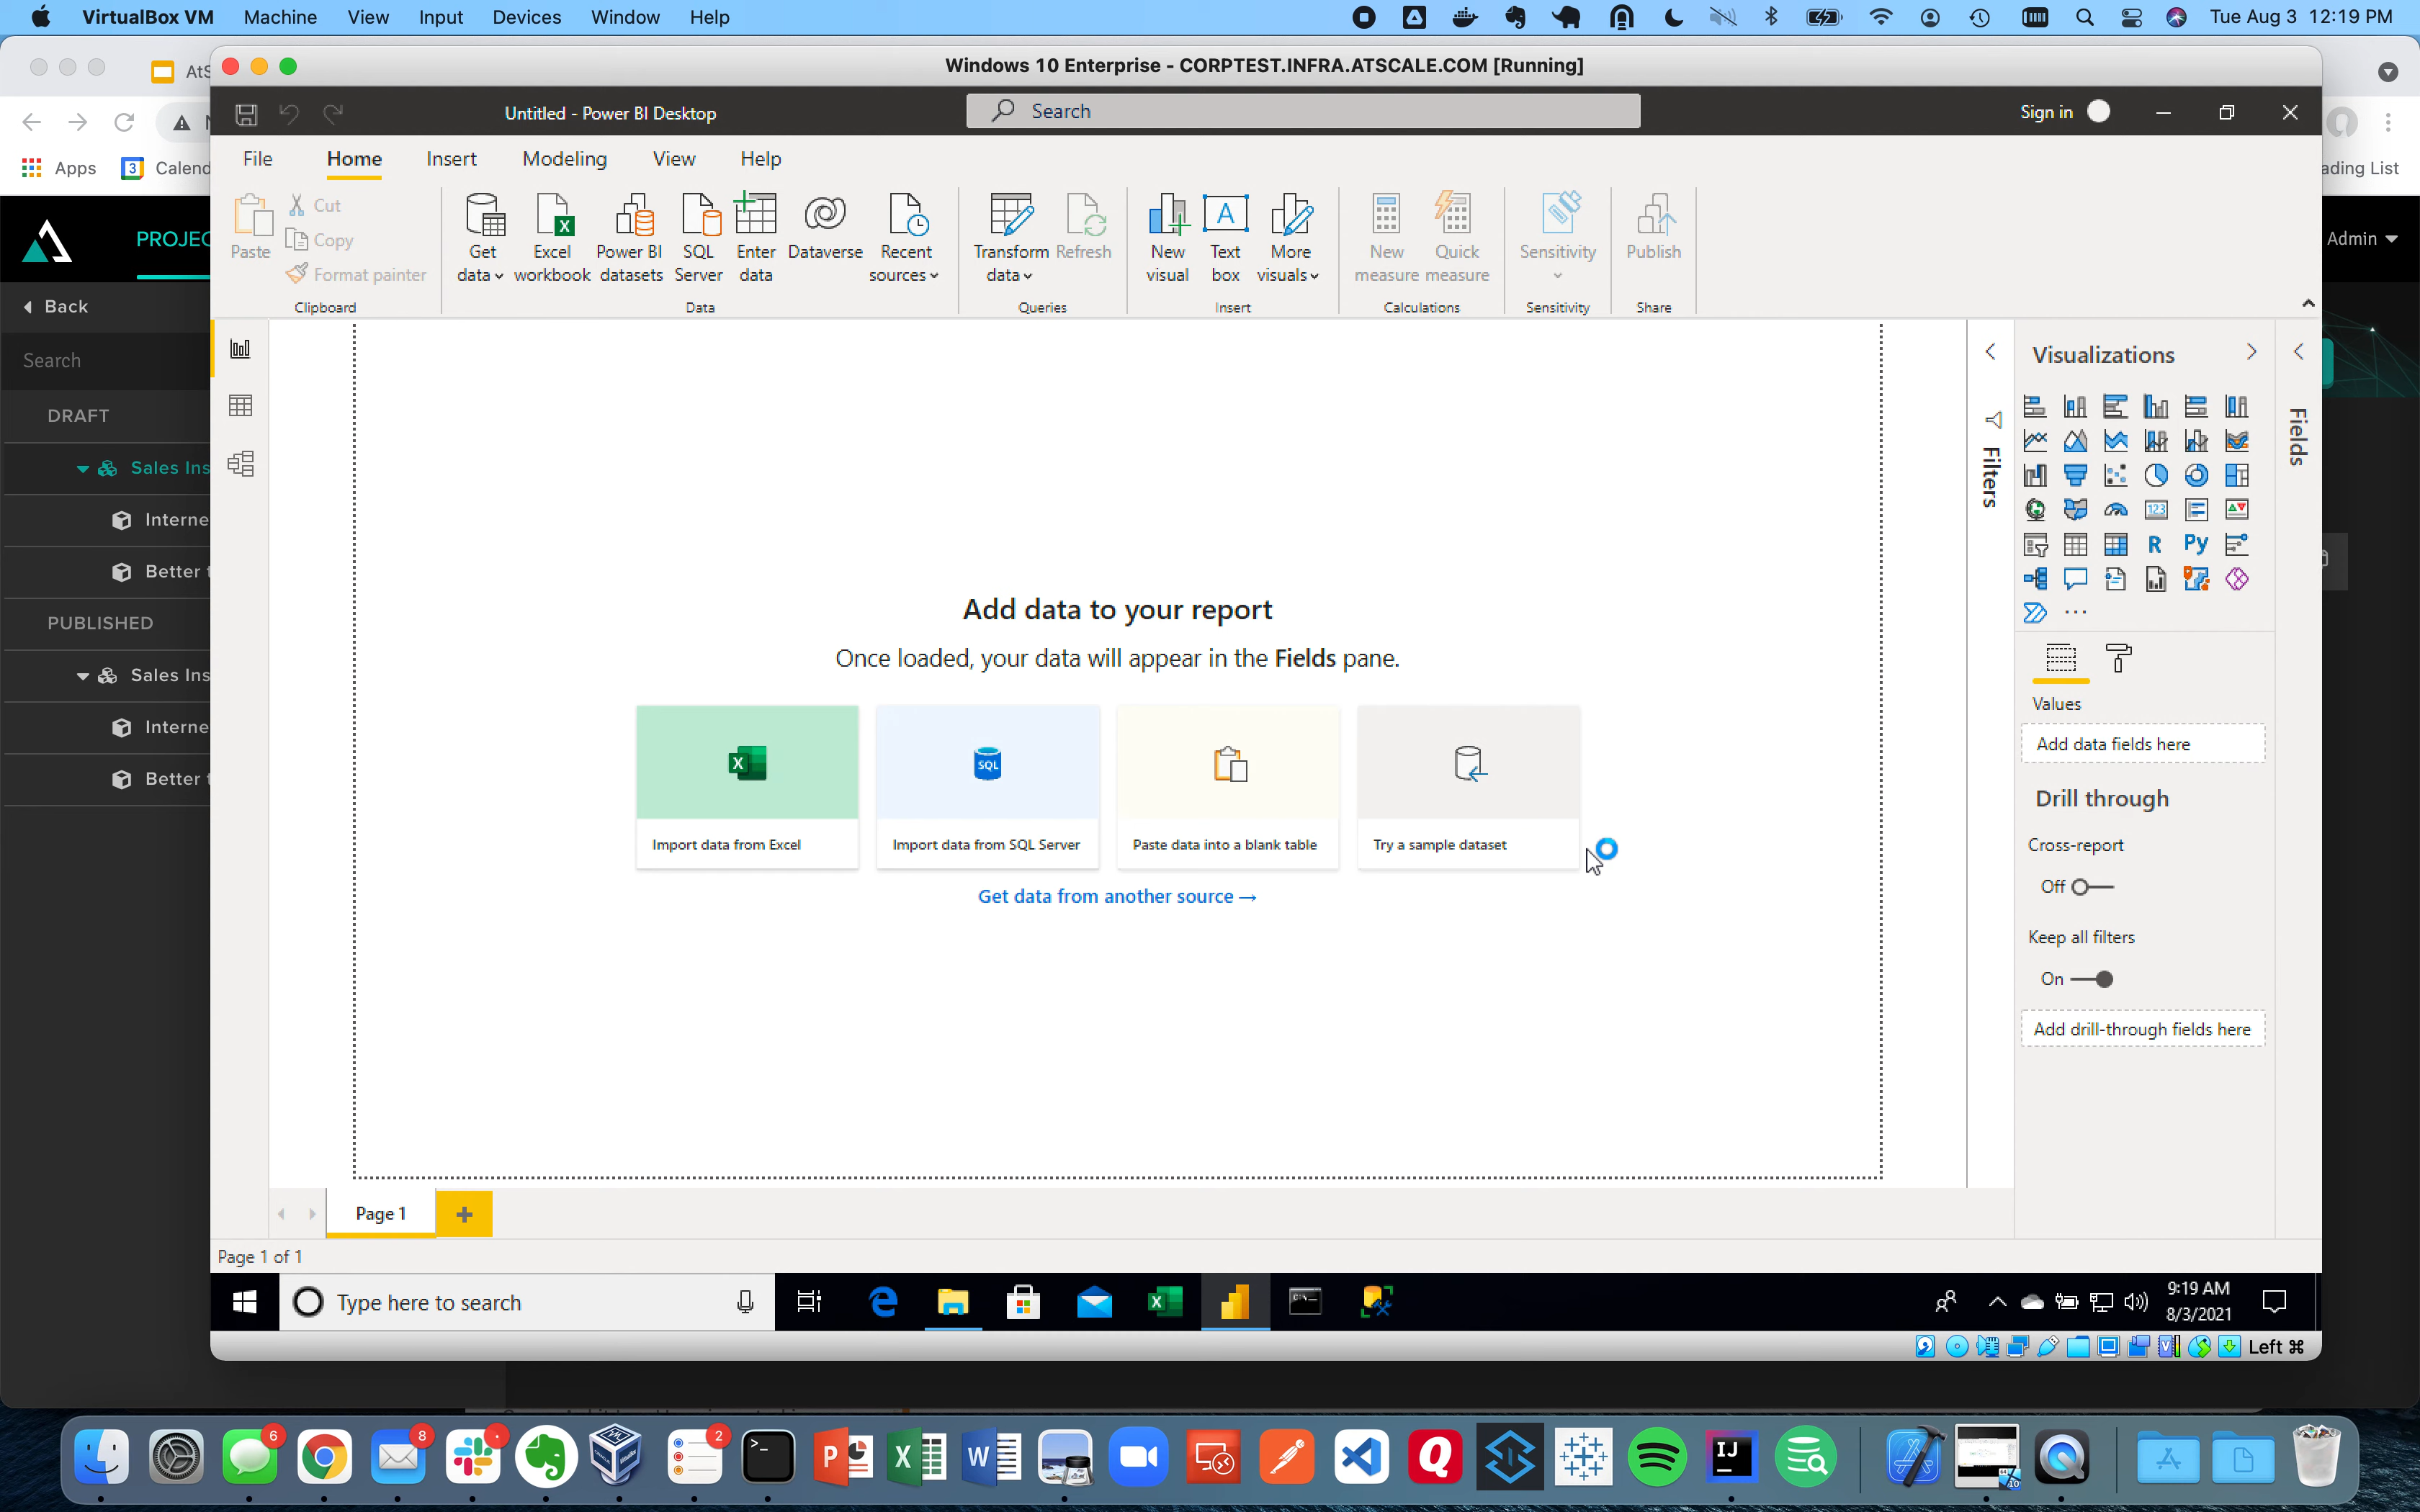 VirtualBox VM Machine View Input Devices Window Help
Tue Aug 3 12:19 PM
Windows 10 Enterprise - CORPTEST.INFRA.ATSCALE.COM [Running]
Untitled - Power BI Desktop
Search
Sign in
File Home Insert Modeling View Help
Apps
3
Paste
Cut
Copy
Format painter
Clipboard
Get data
Excel workbook
Power BI datasets
SQL Server
Enter data
Dataverse
Recent sources
Data
Transform data
Refresh
Queries
New visual
Text box
More visuals
Insert
New measure
Quick measure
Calculations
Sensitivity
Sensitivity
Publish
Share
Admin
Back
Search
DRAFT
Sales Ins
Better
PUBLISHED
Sales Ins
Better
Add data to your report
Once loaded, your data will appear in the Fields pane.
SQL
Import data from Excel
Import data from SQL Server
Paste data into a blank table
Try a sample dataset
Get data from another source →
Filters
Visualizations
123
R
Py
Fields
Values
Add data fields here
Drill through
Cross-report
Off
Keep all filters
On
Add drill-through fields here
Page 1
+
Page 1 of 1
Type here to search
9:19 AM
8/3/2021
Left ⌘
6
8
2
IJ